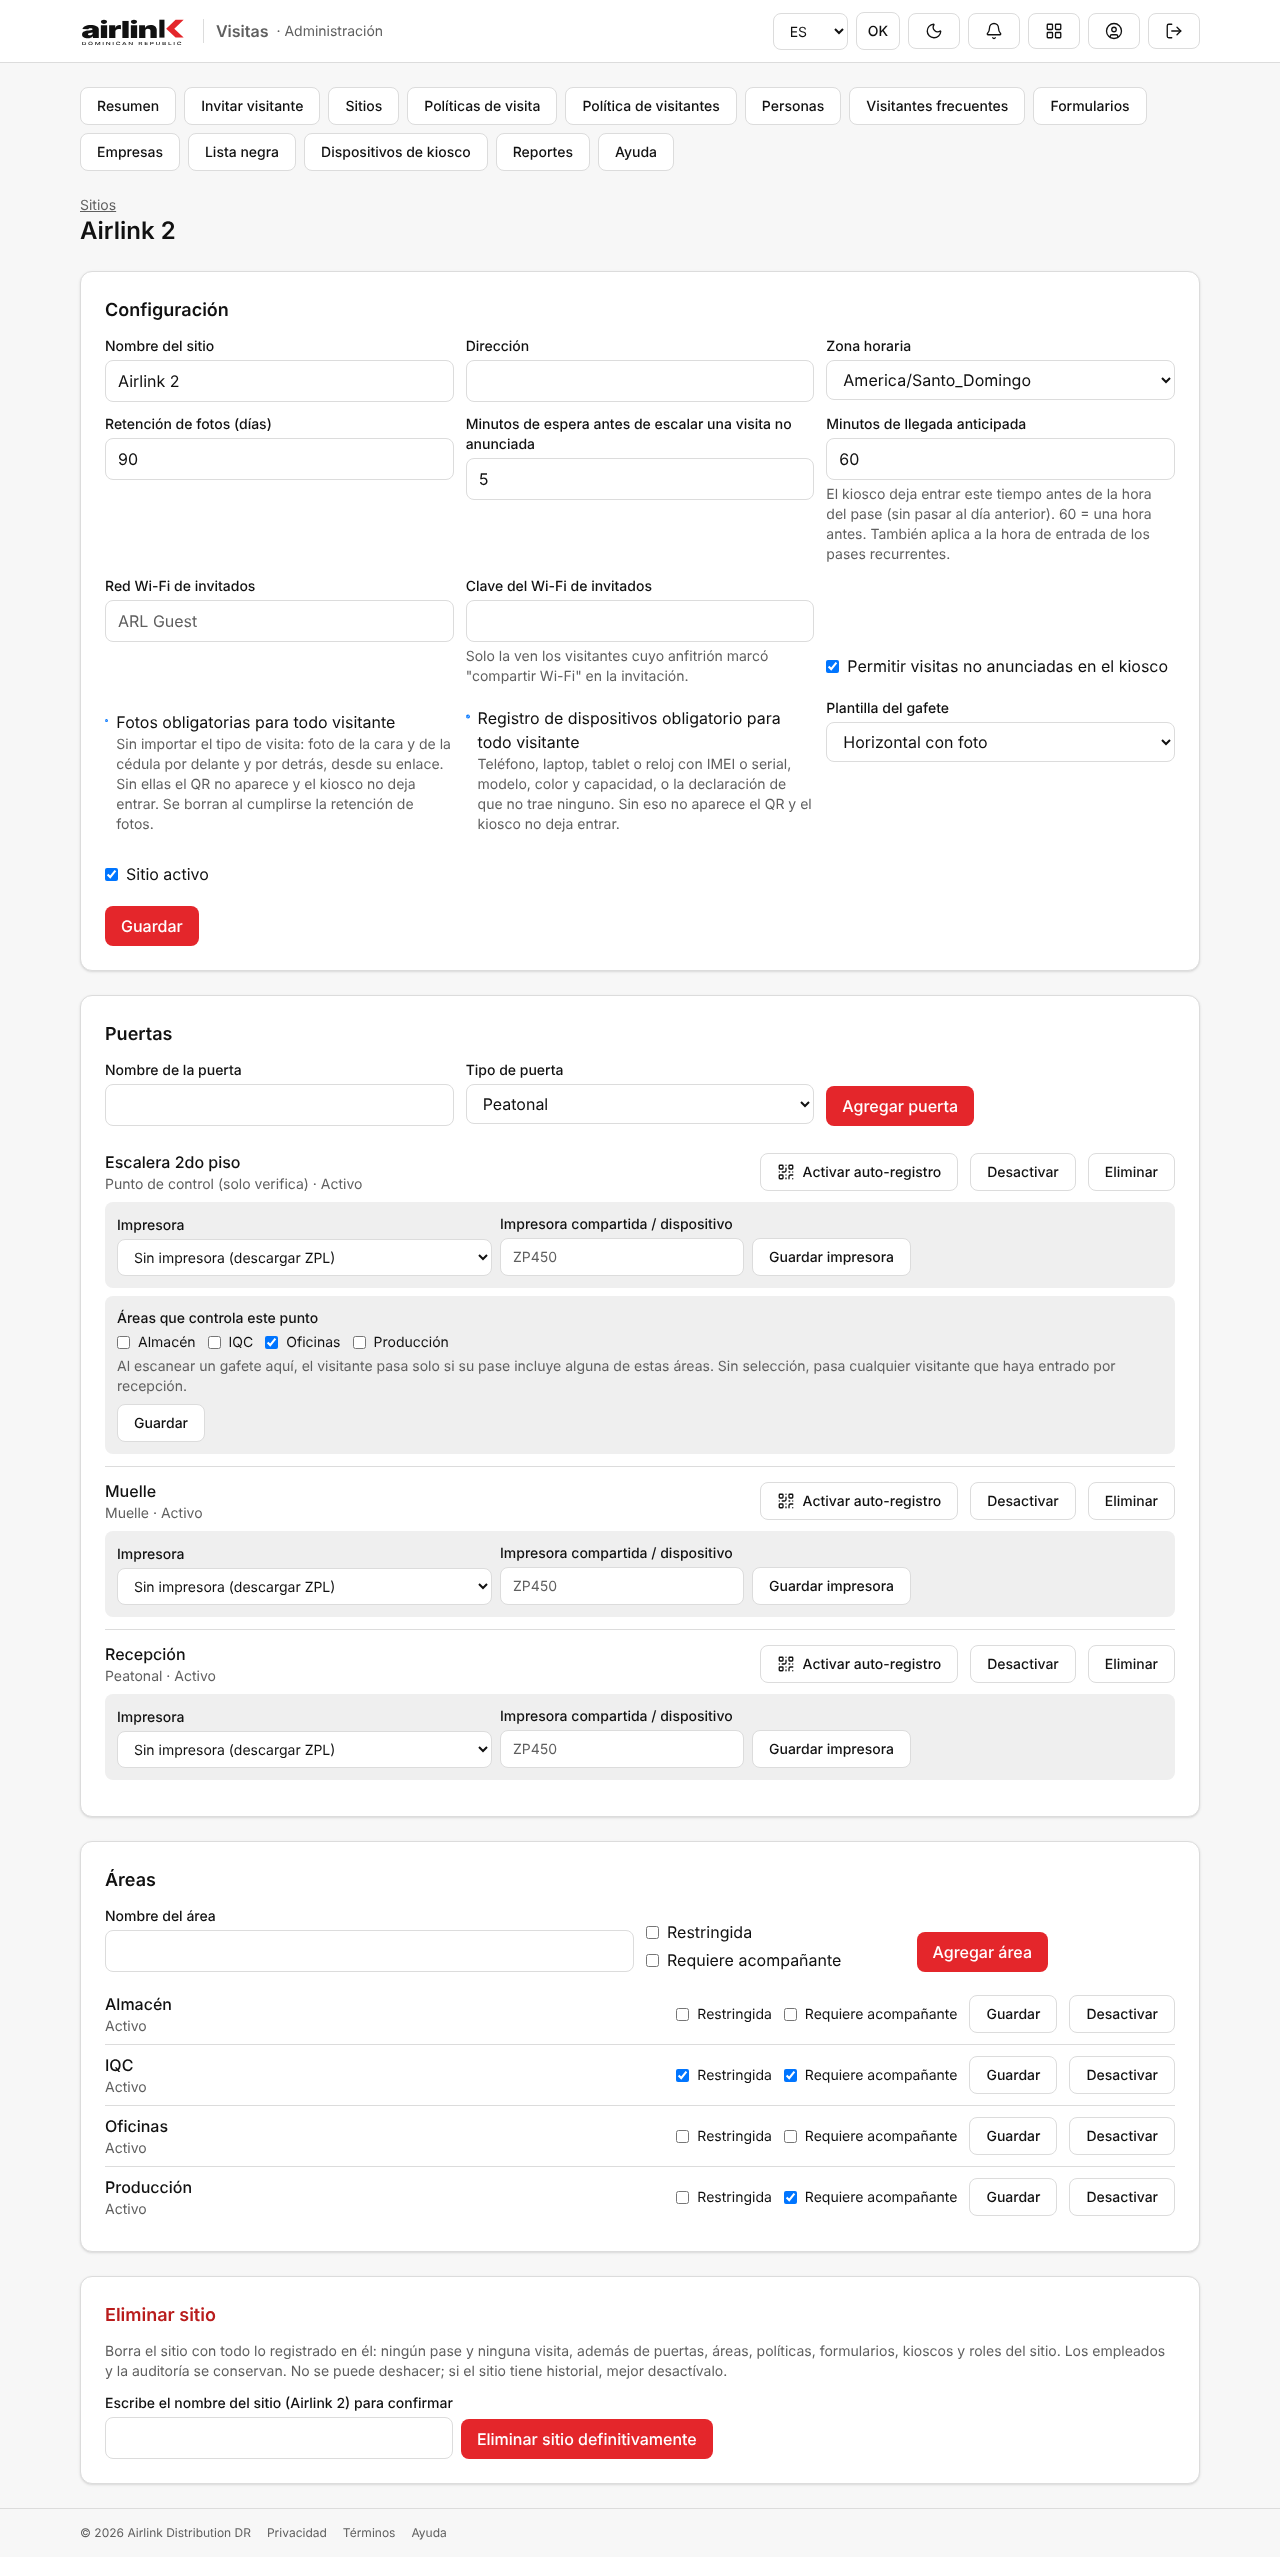 airlink
DOMINICAN REPUBLIC
Visitas · Administración
ES
OK
Resumen Invitar visitante Sitios Políticas de visita Política de visitantes Personas Visitantes frecuentes Formularios
Empresas Lista negra Dispositivos de kiosco Reportes Ayuda
Sitios
Airlink 2
Configuración
Nombre del sitio Dirección Zona horaria
Airlink 2 America/Santo_Domingo
Retención de fotos (días) Minutos de espera antes de escalar una visita no Minutos de llegada anticipada
anunciada
90 5 60
El kiosco deja entrar este tiempo antes de la hora
del pase (sin pasar al día anterior). 60 = una hora
antes. También aplica a la hora de entrada de los
pases recurrentes.
Red Wi-Fi de invitados Clave del Wi-Fi de invitados
ARL Guest
Solo la ven los visitantes cuyo anfitrión marcó
"compartir Wi-Fi" en la invitación.
Permitir visitas no anunciadas en el kiosco
Fotos obligatorias para todo visitante
Sin importar el tipo de visita: foto de la cara y de la
cédula por delante y por detrás, desde su enlace.
Sin ellas el QR no aparece y el kiosco no deja
entrar. Se borran al cumplirse la retención de
fotos.
Registro de dispositivos obligatorio para
todo visitante
Teléfono, laptop, tablet o reloj con IMEI o serial,
modelo, color y capacidad, o la declaración de
que no trae ninguno. Sin eso no aparece el QR y el
kiosco no deja entrar.
Plantilla del gafete
Horizontal con foto
Sitio activo
Guardar
Puertas
Nombre de la puerta Tipo de puerta
Peatonal Agregar puerta
Escalera 2do piso
Punto de control (solo verifica) · Activo
Activar auto-registro Desactivar Eliminar
Impresora Impresora compartida / dispositivo
Sin impresora (descargar ZPL) ZP450 Guardar impresora
Áreas que controla este punto
Almacén IQC Oficinas Producción
Al escanear un gafete aquí, el visitante pasa solo si su pase incluye alguna de estas áreas. Sin selección, pasa cualquier visitante que haya entrado por
recepción.
Guardar
Muelle
Muelle · Activo
Activar auto-registro Desactivar Eliminar
Impresora Impresora compartida / dispositivo
Sin impresora (descargar ZPL) ZP450 Guardar impresora
Recepción
Peatonal · Activo
Activar auto-registro Desactivar Eliminar
Impresora Impresora compartida / dispositivo
Sin impresora (descargar ZPL) ZP450 Guardar impresora
Áreas
Nombre del área
Restringida
Requiere acompañante
Agregar área
Almacén
Activo
Restringida Requiere acompañante Guardar Desactivar
IQC
Activo
Restringida Requiere acompañante Guardar Desactivar
Oficinas
Activo
Restringida Requiere acompañante Guardar Desactivar
Producción
Activo
Restringida Requiere acompañante Guardar Desactivar
Eliminar sitio
Borra el sitio con todo lo registrado en él: ningún pase y ninguna visita, además de puertas, áreas, políticas, formularios, kioscos y roles del sitio. Los empleados
y la auditoría se conservan. No se puede deshacer; si el sitio tiene historial, mejor desactívalo.
Escribe el nombre del sitio (Airlink 2) para confirmar
Eliminar sitio definitivamente
© 2026 Airlink Distribution DR Privacidad Términos Ayuda